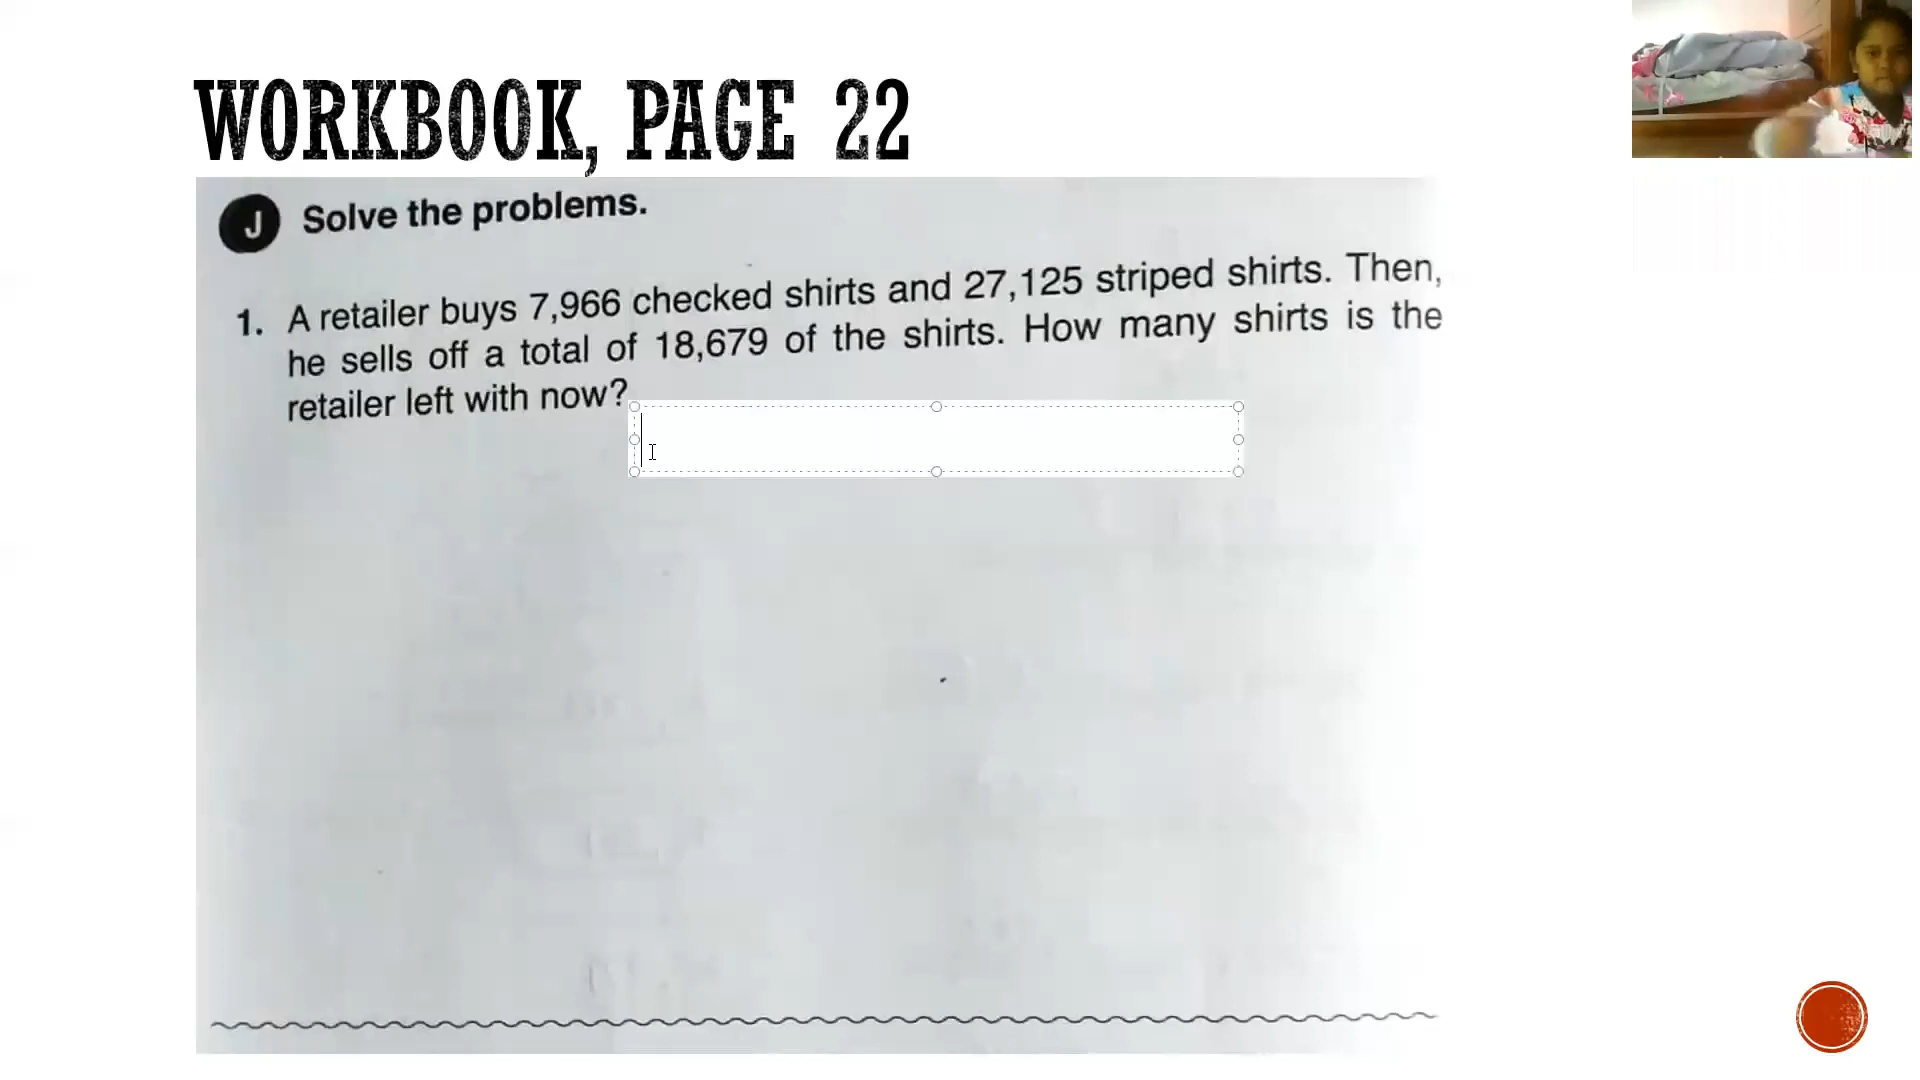 WORKBOOK, PAGE 22
J Solve the problems.
1. A retailer buys 7,966 checked shirts and 27,125 striped shirts. Then,
he sells off a total of 18,679 of the shirts. How many shirts is the
retailer left with now?